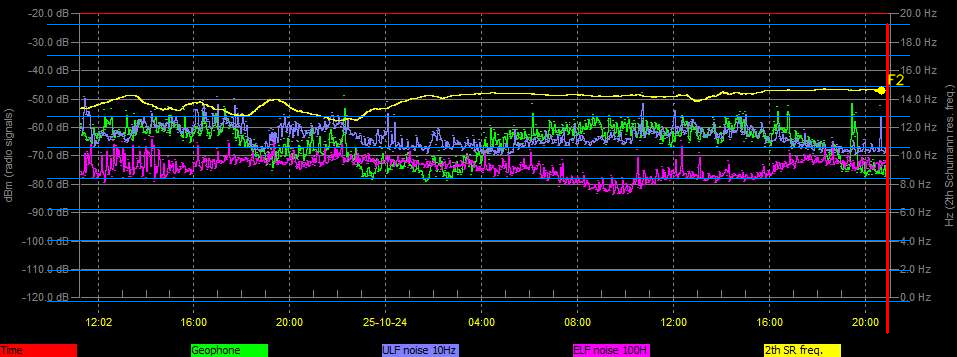 -20.0 dB 20.0 Hz
-30.0 dB 18.0 Hz
-40.0 dB 16.0 Hz
F2
-50.0 dB 14.0 Hz
-60.0 dB 12.0 Hz
-70.0 dB 10.0 Hz
-80.0 dB 8.0 Hz
-90.0 dB 6.0 Hz
-100.0 dB 4.0 Hz
-110.0 dB 2.0 Hz
-120.0 dB 0.0 Hz
dBm (radio signals)
Hz (2th Schumann res. freq.)
12:02 16:00 20:00 25-10-24 04:00 08:00 12:00 16:00 20:00
Time Geophone ULF noise 10Hz ELF noise 100H 2th SR freq.